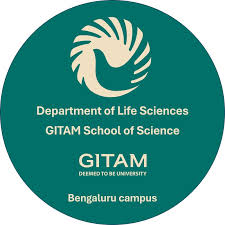 Department of Life Sciences
GITAM School of Science
GITAM
DEEMED TO BE UNIVERSITY
Bengaluru campus